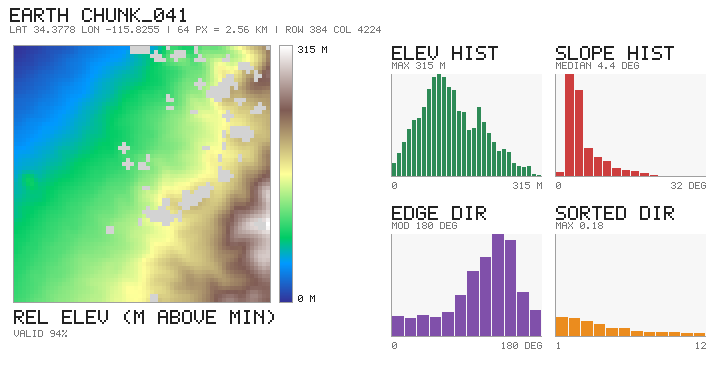 EARTH CHUNK_041
LAT 34.3778 LON -115.8255 | 64 PX = 2.56 KM | ROW 384 COL 4224
315 M
0 M
REL ELEV (M ABOVE MIN)
VALID 94%
ELEV HIST
MAX 315 M
0 315 M
SLOPE HIST
MEDIAN 4.4 DEG
0 32 DEG
EDGE DIR
MOD 180 DEG
0 180 DEG
SORTED DIR
MAX 0.18
1 12